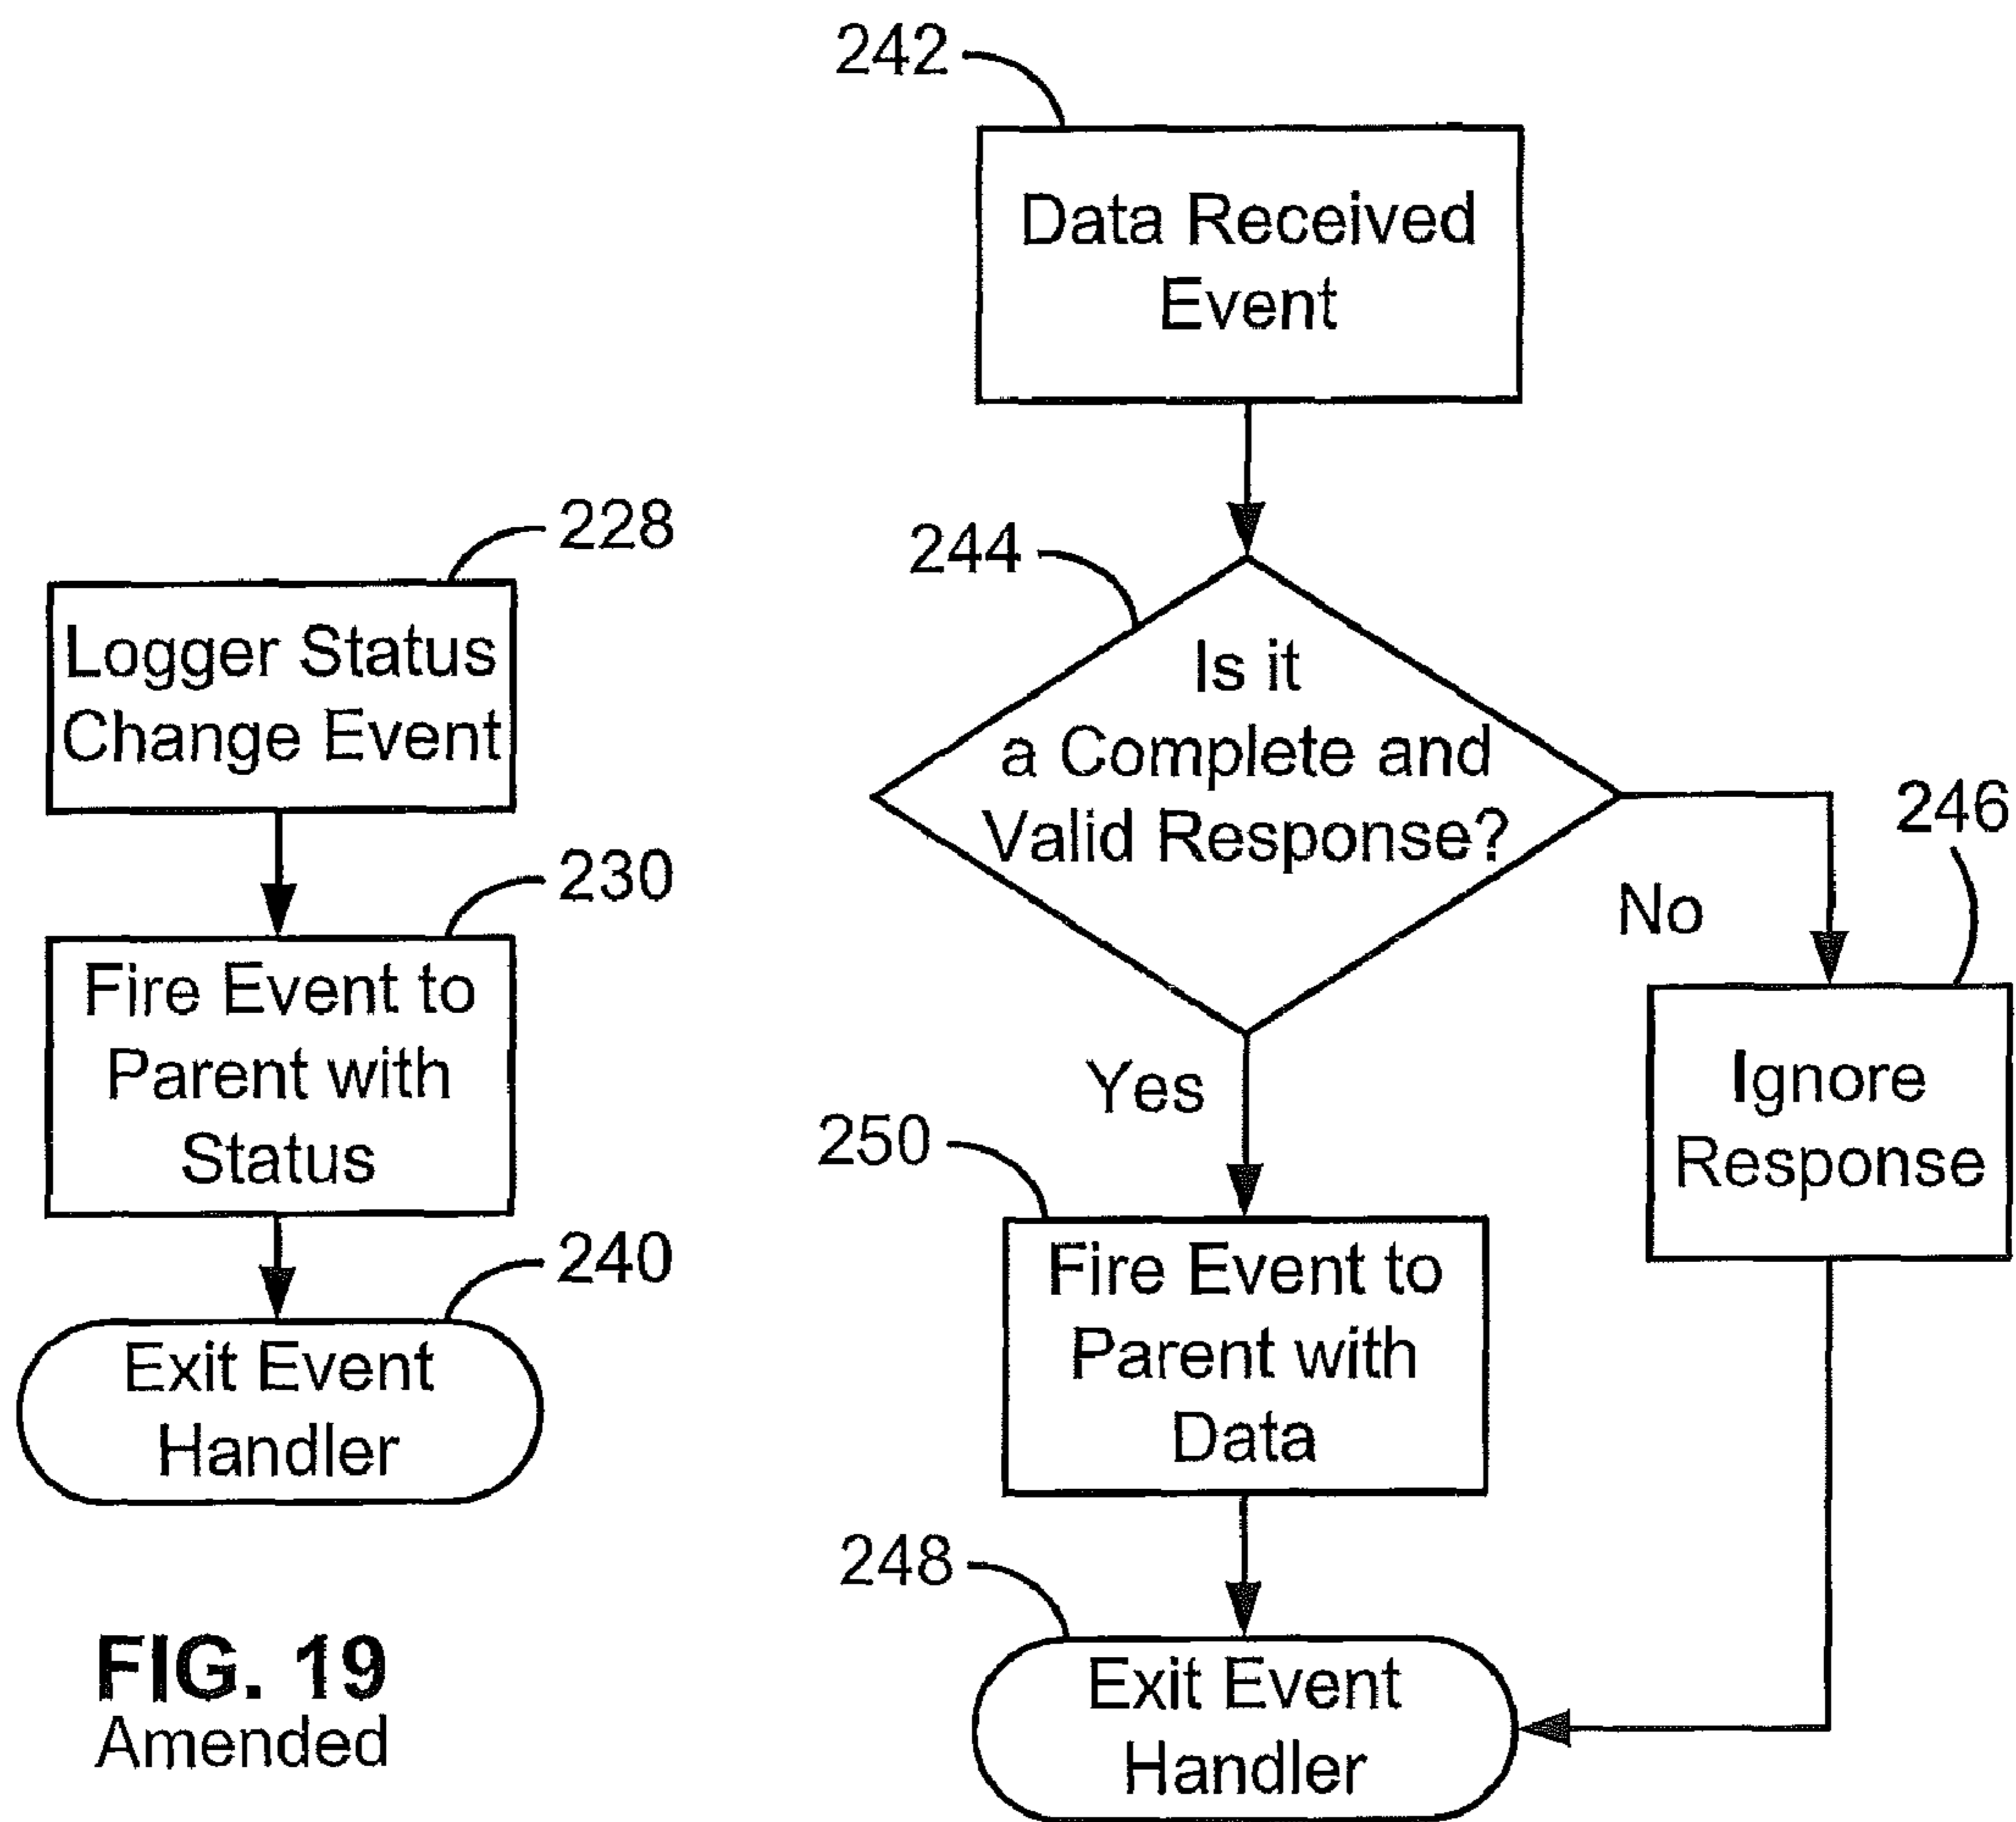 228
Logger Status
Change Event
230
Fire Event to
Parent with
Status
240
Exit Event
Handler
FIG. 19
Amended
242
Data Received
Event
244
Is it
a Complete and
Valid Response?
No
246
Ignore
Response
Yes
250
Fire Event to
Parent with
Data
248
Exit Event
Handler